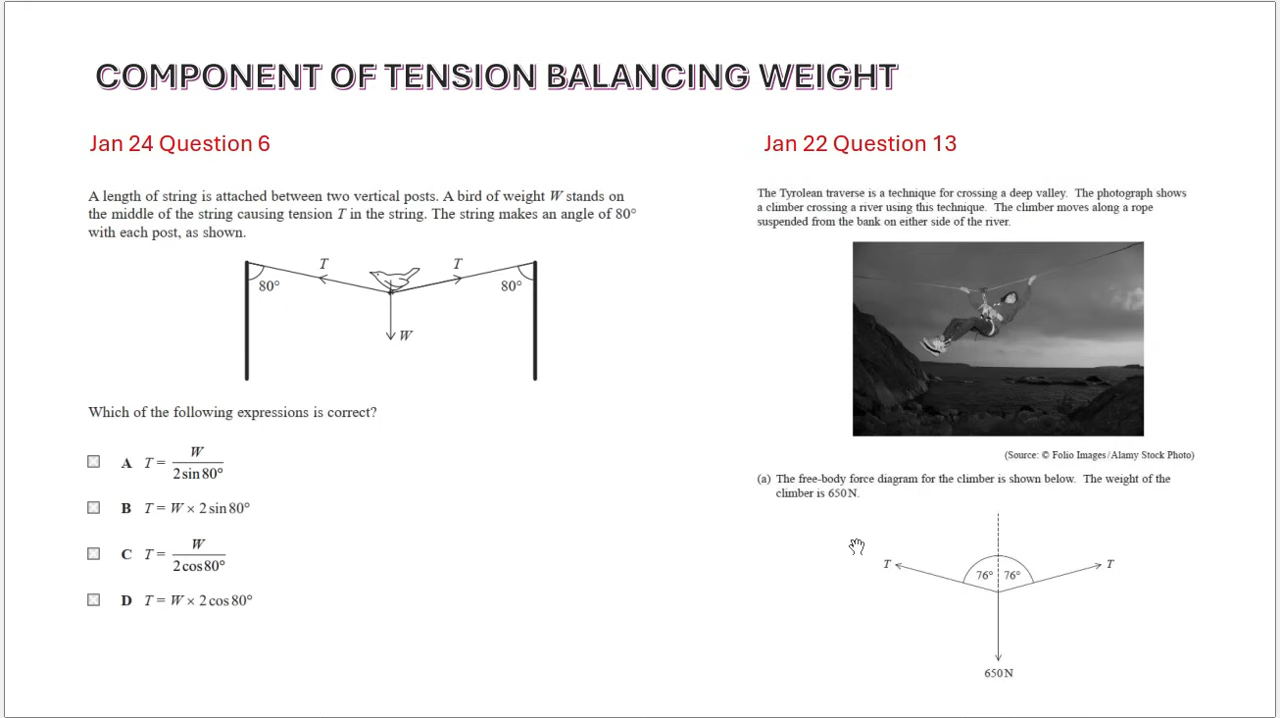 COMPONENT OF TENSION BALANCING WEIGHT
Jan 24 Question 6
A length of string is attached between two vertical posts. A bird of weight W stands on
the middle of the string causing tension T in the string. The string makes an angle of 80°
with each post, as shown.
T T
80° 80°
W
Which of the following expressions is correct?
A T = W / 2 sin 80°
B T = W × 2 sin 80°
C T = W / 2 cos 80°
D T = W × 2 cos 80°
Jan 22 Question 13
The Tyrolean traverse is a technique for crossing a deep valley. The photograph shows
a climber crossing a river using this technique. The climber moves along a rope
suspended from the bank on either side of the river.
(Source: © Folio Images/Alamy Stock Photo)
(a) The free-body force diagram for the climber is shown below. The weight of the
climber is 650 N.
T T
76° 76°
650 N